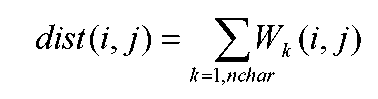 dist(i, j) = ∑ W_k (i, j)
k=1,nchar